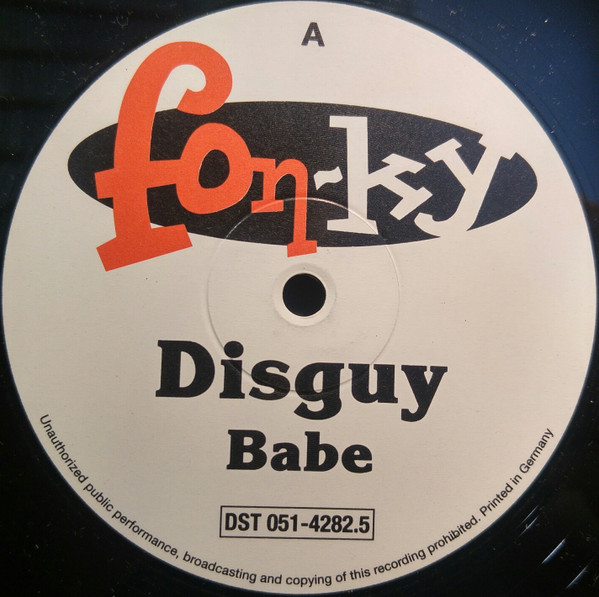 A
fon-ky
Disguy
Babe
DST 051-4282.5
Unauthorized public performance, broadcasting and copying of this recording prohibited. Printed in Germany